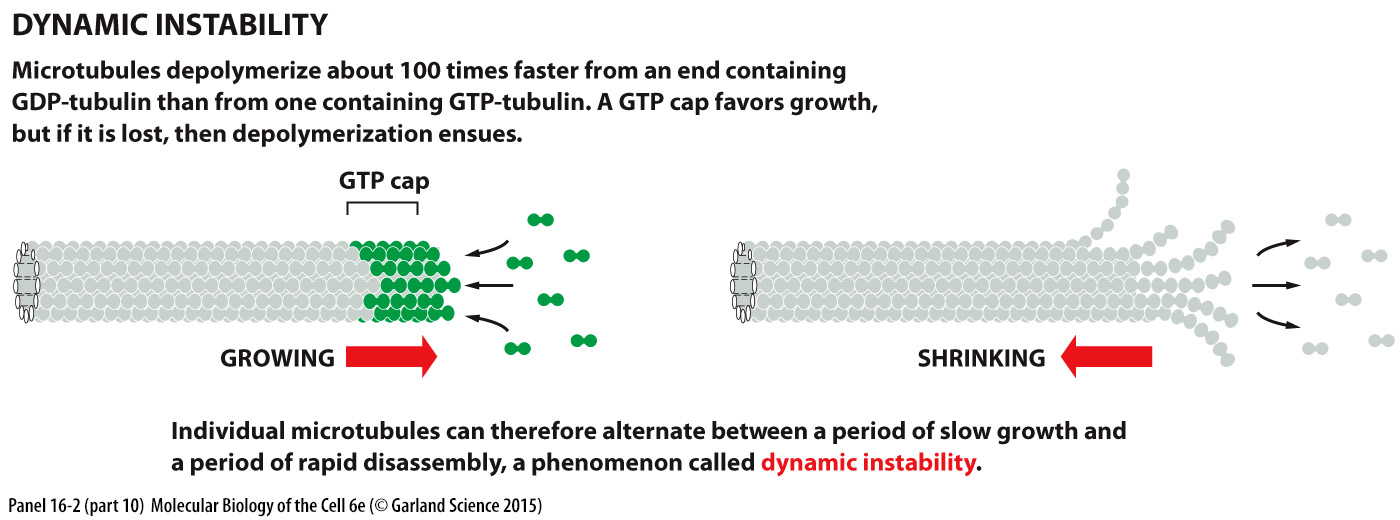 DYNAMIC INSTABILITY
Microtubules depolymerize about 100 times faster from an end containing
GDP-tubulin than from one containing GTP-tubulin. A GTP cap favors growth,
but if it is lost, then depolymerization ensues.
GTP cap
GROWING
SHRINKING
Individual microtubules can therefore alternate between a period of slow growth and
a period of rapid disassembly, a phenomenon called dynamic instability.
Panel 16-2 (part 10) Molecular Biology of the Cell 6e (© Garland Science 2015)